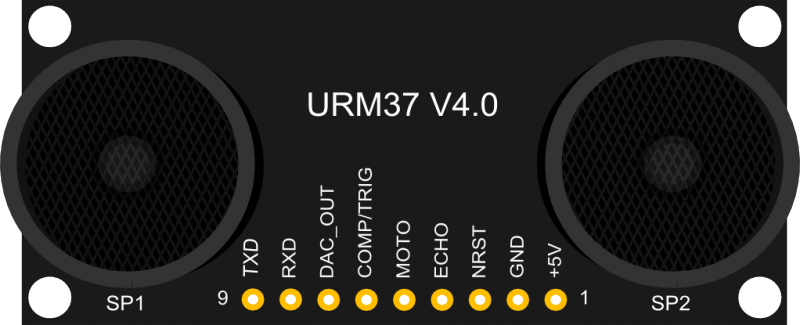 URM37 V4.0
TXD
RXD
DAC_OUT
COMP/TRIG
MOTO
ECHO
NRST
GND
+5V
SP1
9
1
SP2